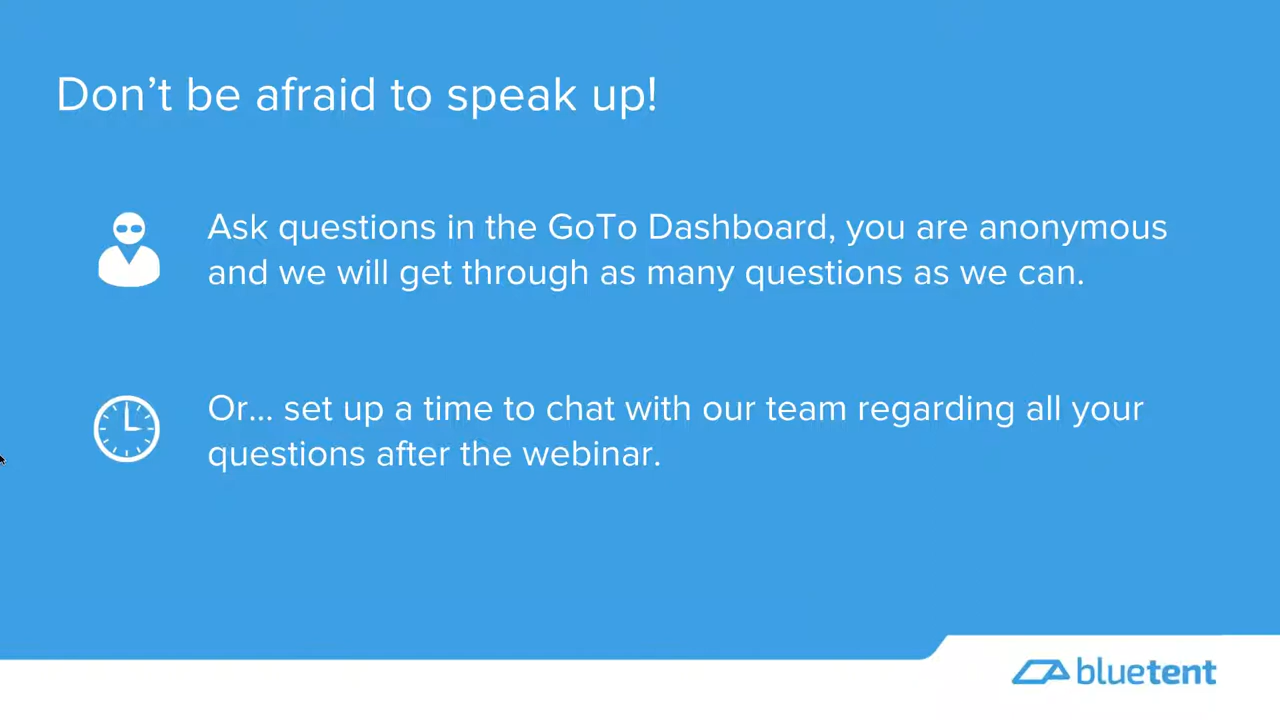 Don’t be afraid to speak up!
Ask questions in the GoTo Dashboard, you are anonymous
and we will get through as many questions as we can.
Or... set up a time to chat with our team regarding all your
questions after the webinar.
bluetent